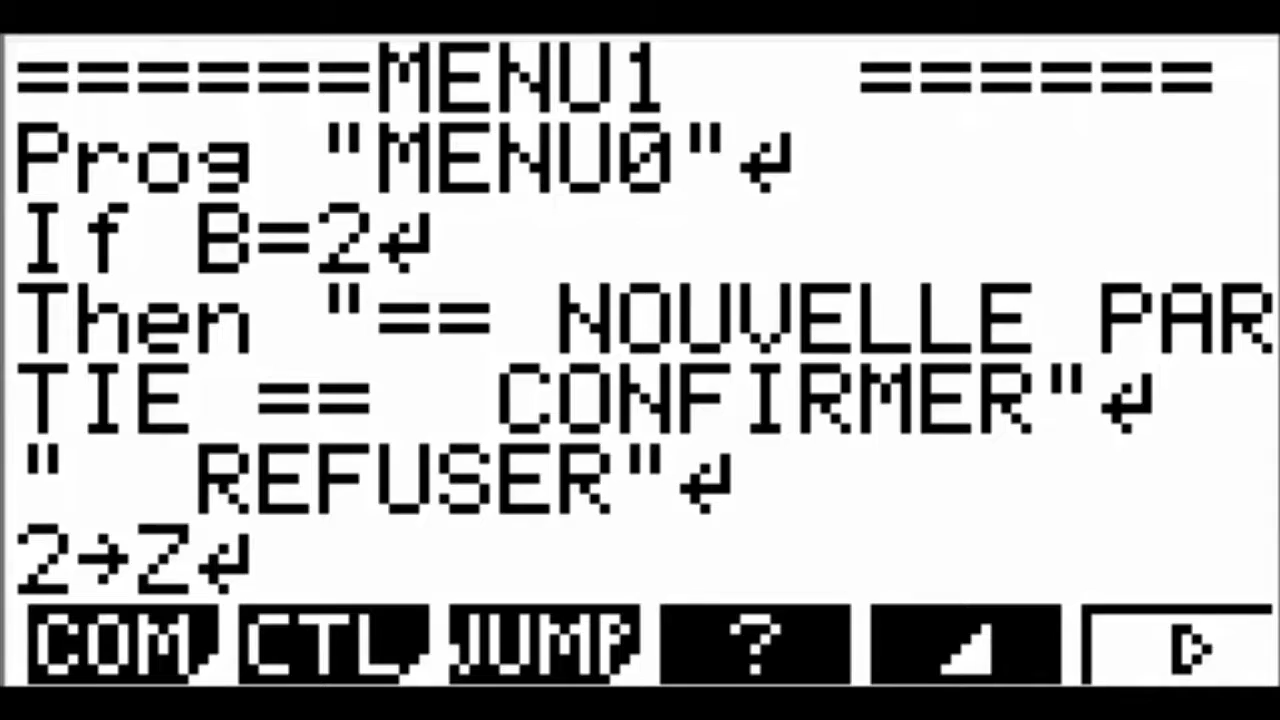 ======MENU1   ======
Prog "MENU0"↵
If B=2↵
Then "== NOUVELLE PAR
TIE ==  CONFIRMER"↵
"  REFUSER"↵
2→Z↵
COM CTL JUMP ? ◢ ▷